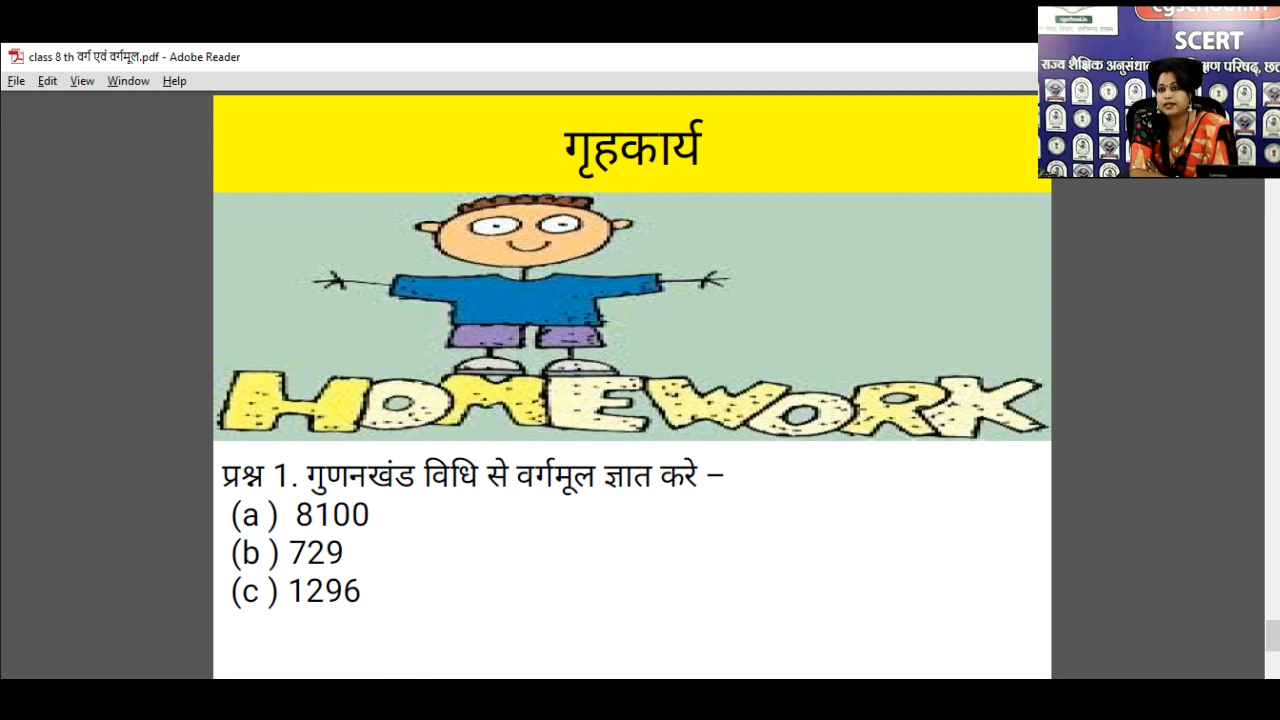 class 8 th वर्ग एवं वर्गमूल.pdf - Adobe Reader
File Edit View Window Help
SCERT
गृहकार्य
HOMEWORK
प्रश्न 1. गुणनखंड विधि से वर्गमूल ज्ञात करे –
(a ) 8100
(b ) 729
(c ) 1296